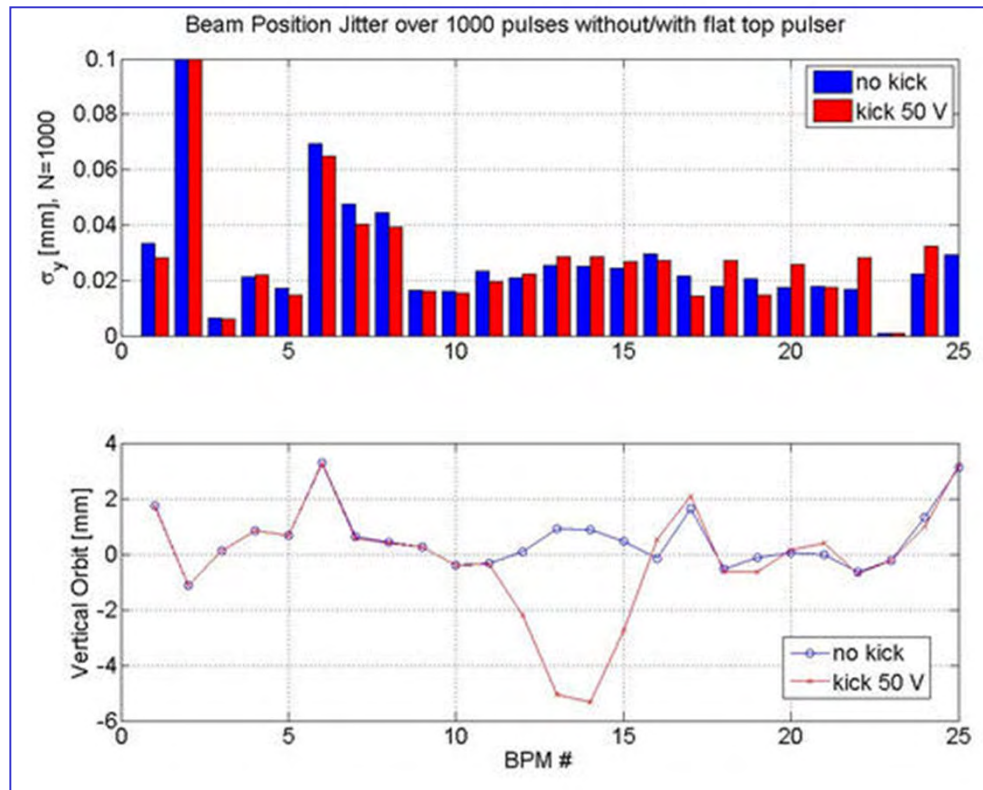 Beam Position Jitter over 1000 pulses without/with flat top pulser
σy [mm], N=1000
0.1
0.08
0.06
0.04
0.02
0
no kick
kick 50 V
0 5 10 15 20 25
Vertical Orbit [mm]
4
2
0
-2
-4
-6
no kick
kick 50 V
0 5 10 15 20 25
BPM #